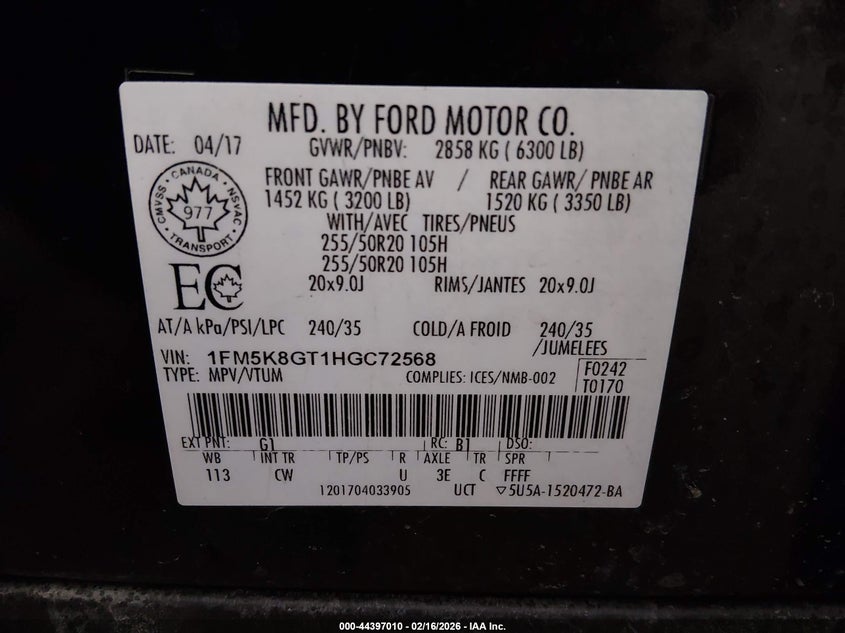 MFD. BY FORD MOTOR CO.
DATE: 04/17 GVWR/PNBV: 2858 KG ( 6300 LB)
FRONT GAWR/PNBE AV / REAR GAWR/ PNBE AR
1452 KG ( 3200 LB) 1520 KG ( 3350 LB)
WITH/AVEC TIRES/PNEUS
CANADA
CMVSS NSVAC
977
TRANSPORT
255/50R20 105H
255/50R20 105H
EC
20x9.0J RIMS/JANTES 20x9.0J
AT/A kPa/PSI/LPC 240/35 COLD/A FROID 240/35
/JUMELEES
VIN: 1FM5K8GT1HGC72568
TYPE: MPV/VTUM COMPLIES: ICES/NMB-002
F0242
T0170
EXT PNT: G1 RC: B1 DSO:
WB INT TR TP/PS R AXLE TR SPR
113 CW U 3E C FFFF
1201704033905 UCT ▽5U5A-1520472-BA
000-44397010 - 02/16/2026 - IAA Inc.